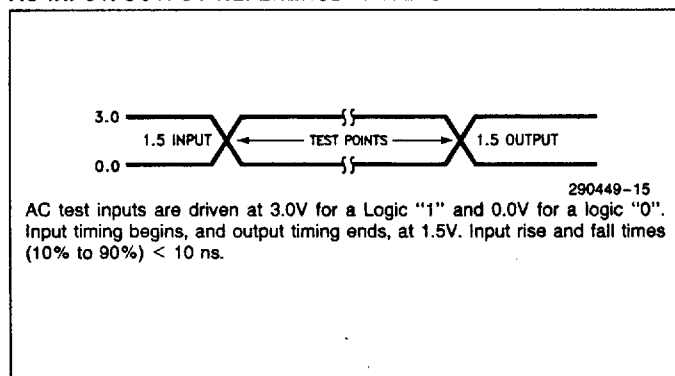 3.0
1.5 INPUT TEST POINTS 1.5 OUTPUT
0.0
290449-15
AC test inputs are driven at 3.0V for a Logic "1" and 0.0V for a logic "0".
Input timing begins, and output timing ends, at 1.5V. Input rise and fall times
(10% to 90%) < 10 ns.